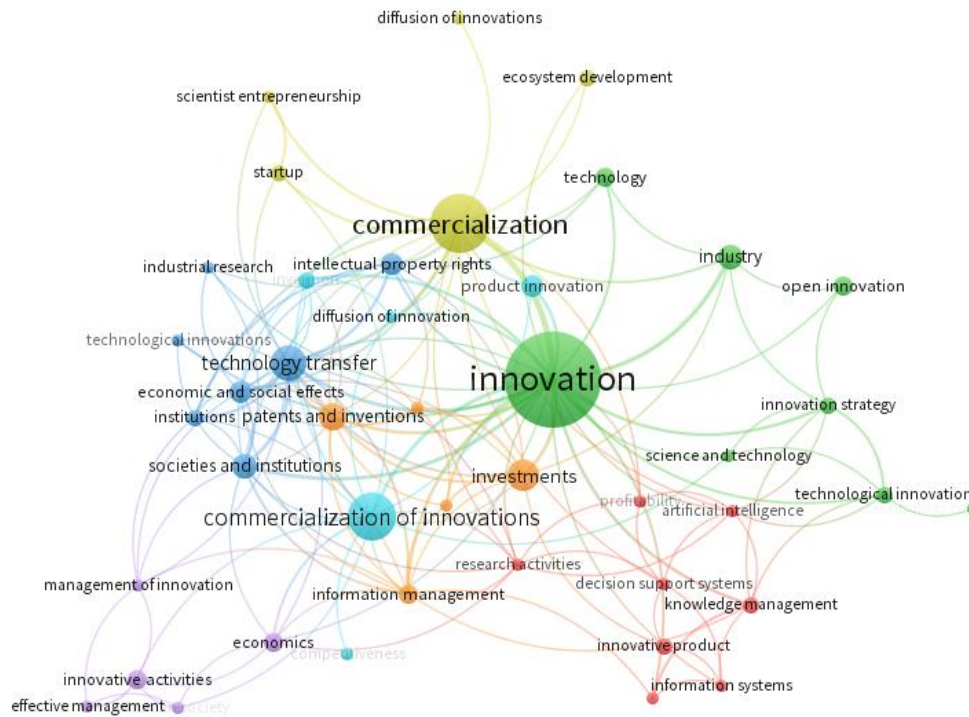 diffusion of innovations
ecosystem development
scientist entrepreneurship
startup
technology
commercialization
industry
industrial research
intellectual property rights
invention
product innovation
open innovation
diffusion of innovation
technological innovations
technology transfer
innovation
economic and social effects
institutions
patents and inventions
innovation strategy
science and technology
societies and institutions
investments
technological innovation
profitability
artificial intelligence
commercialization of innovations
research activities
management of innovation
information management
decision support systems
knowledge management
economics
competitiveness
innovative product
innovative activities
information systems
effective management
society